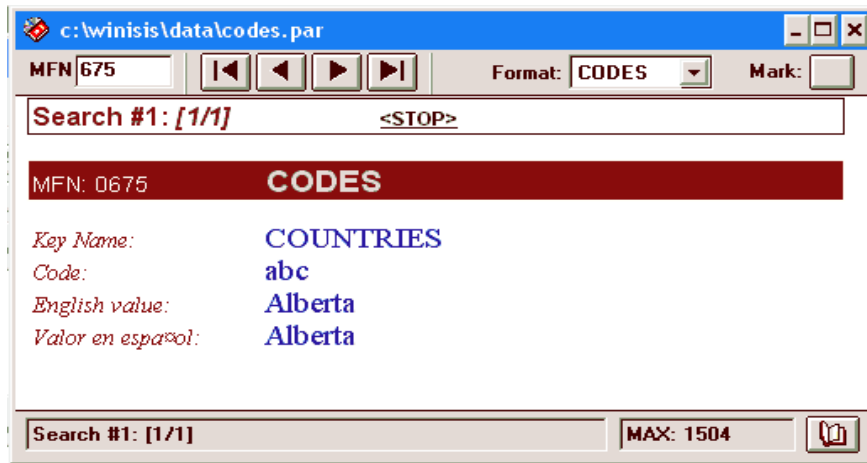 c:\winisis\data\codes.par
MFN 675 Format: CODES Mark:
Search #1: [1/1] <STOP>
MFN: 0675 CODES
Key Name: COUNTRIES
Code: abc
English value: Alberta
Valor en espa¤ol: Alberta
Search #1: [1/1] MAX: 1504